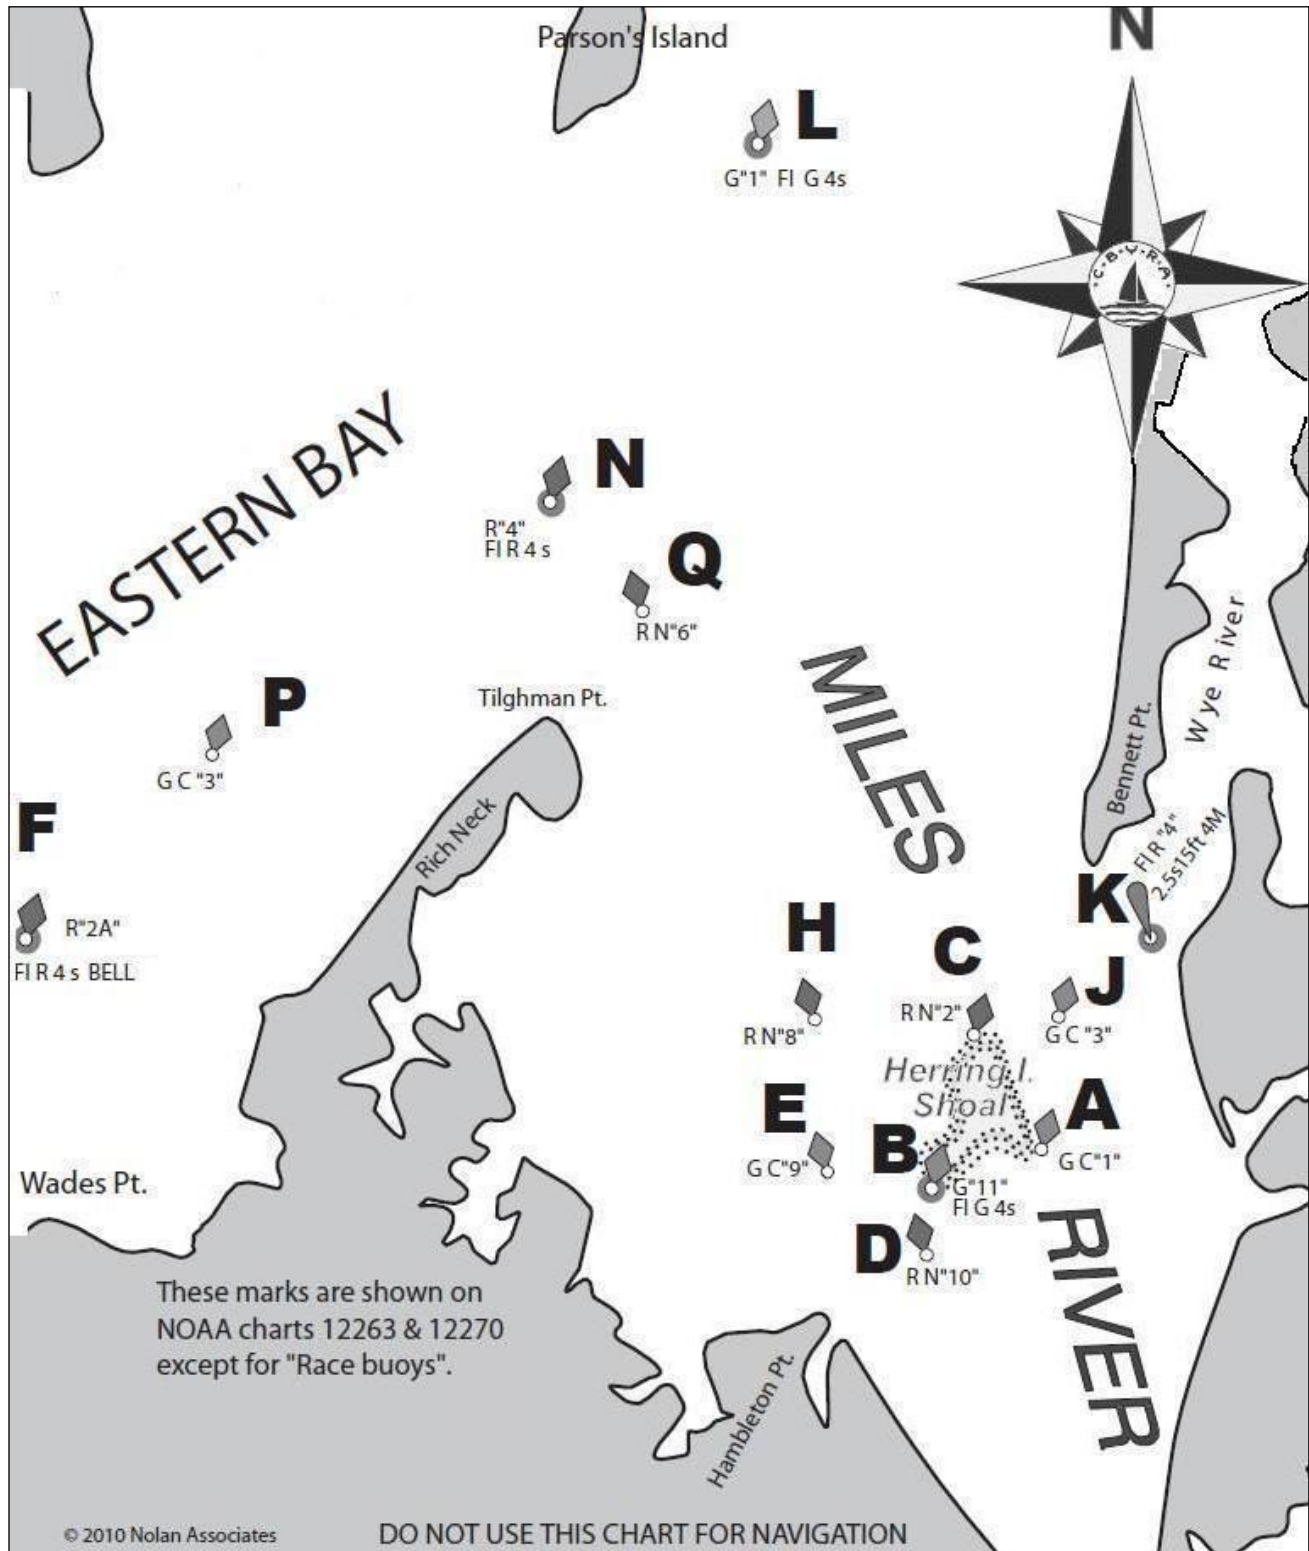 N
Parson's Island
L
G"1" Fl G 4s
C·B·Y·R·A
EASTERN BAY
N
R"4"
Fl R 4 s
Q
R N"6"
MILES
Wye River
P
G C "3"
Tilghman Pt.
Rich Neck
Bennett Pt.
F
R"2A"
Fl R 4 s BELL
Fl R "4"
2.5s15ft 4M
K
H
R N"8"
C
R N"2"
J
G C "3"
Herring I.
Shoal
E
G C"9"
B
G"11"
Fl G 4s
A
G C"1"
Wades Pt.
D
R N"10"
RIVER
These marks are shown on
NOAA charts 12263 & 12270
except for "Race buoys".
Hambleton Pt.
© 2010 Nolan Associates
DO NOT USE THIS CHART FOR NAVIGATION